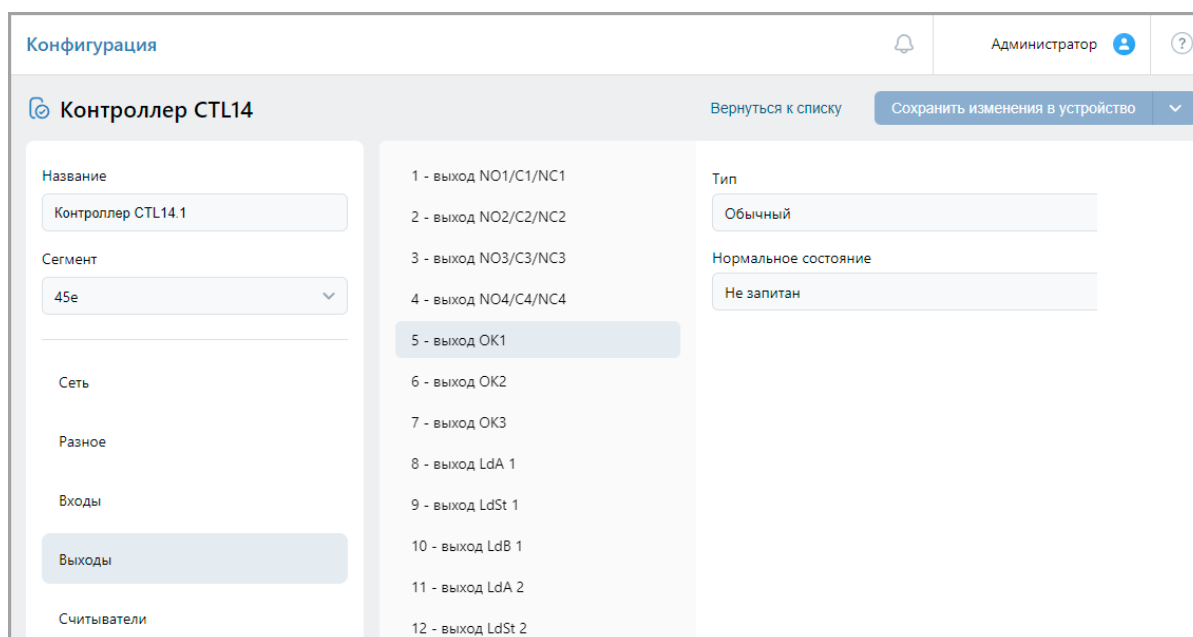 Конфигурация
Администратор
?
Контроллер CTL14
Вернуться к списку
Сохранить изменения в устройство
Название
Контроллер CTL14.1
Сегмент
45e
Сеть
Разное
Входы
Выходы
Считыватели
1 - выход NO1/C1/NC1
2 - выход NO2/C2/NC2
3 - выход NO3/C3/NC3
4 - выход NO4/C4/NC4
5 - выход OK1
6 - выход OK2
7 - выход OK3
8 - выход LdA 1
9 - выход LdSt 1
10 - выход LdB 1
11 - выход LdA 2
12 - выход LdSt 2
Тип
Обычный
Нормальное состояние
Не запитан